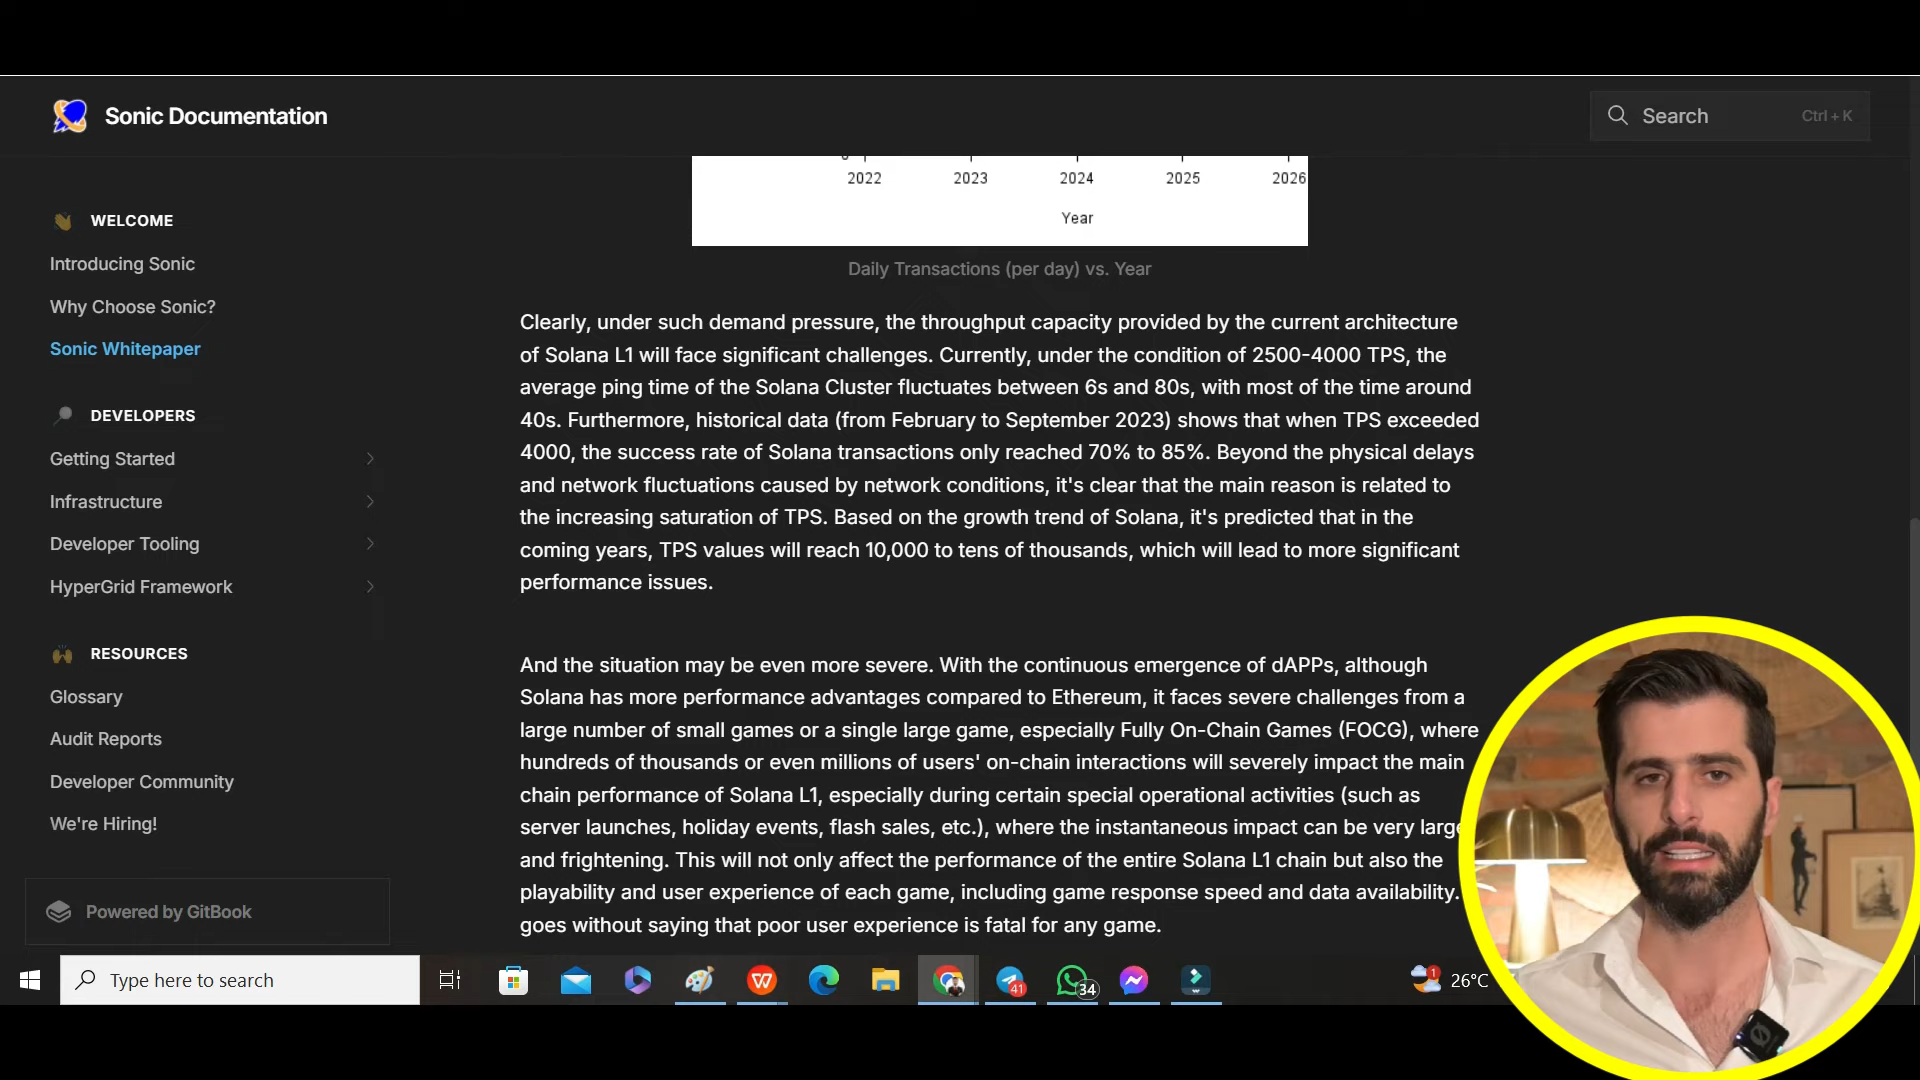 Sonic Documentation
Search
Ctrl + K
2022 2023 2024 2025 2026
Year
Daily Transactions (per day) vs. Year
WELCOME
Introducing Sonic
Why Choose Sonic?
Sonic Whitepaper
DEVELOPERS
Getting Started
Infrastructure
Developer Tooling
HyperGrid Framework
RESOURCES
Glossary
Audit Reports
Developer Community
We're Hiring!
Powered by GitBook
Clearly, under such demand pressure, the throughput capacity provided by the current architecture
of Solana L1 will face significant challenges. Currently, under the condition of 2500-4000 TPS, the
average ping time of the Solana Cluster fluctuates between 6s and 80s, with most of the time around
40s. Furthermore, historical data (from February to September 2023) shows that when TPS exceeded
4000, the success rate of Solana transactions only reached 70% to 85%. Beyond the physical delays
and network fluctuations caused by network conditions, it's clear that the main reason is related to
the increasing saturation of TPS. Based on the growth trend of Solana, it's predicted that in the
coming years, TPS values will reach 10,000 to tens of thousands, which will lead to more significant
performance issues.
And the situation may be even more severe. With the continuous emergence of dAPPs, although
Solana has more performance advantages compared to Ethereum, it faces severe challenges from a
large number of small games or a single large game, especially Fully On-Chain Games (FOCG), where
hundreds of thousands or even millions of users' on-chain interactions will severely impact the main
chain performance of Solana L1, especially during certain special operational activities (such as
server launches, holiday events, flash sales, etc.), where the instantaneous impact can be very large
and frightening. This will not only affect the performance of the entire Solana L1 chain but also the
playability and user experience of each game, including game response speed and data availability.
goes without saying that poor user experience is fatal for any game.
Type here to search
41
34
1
26°C